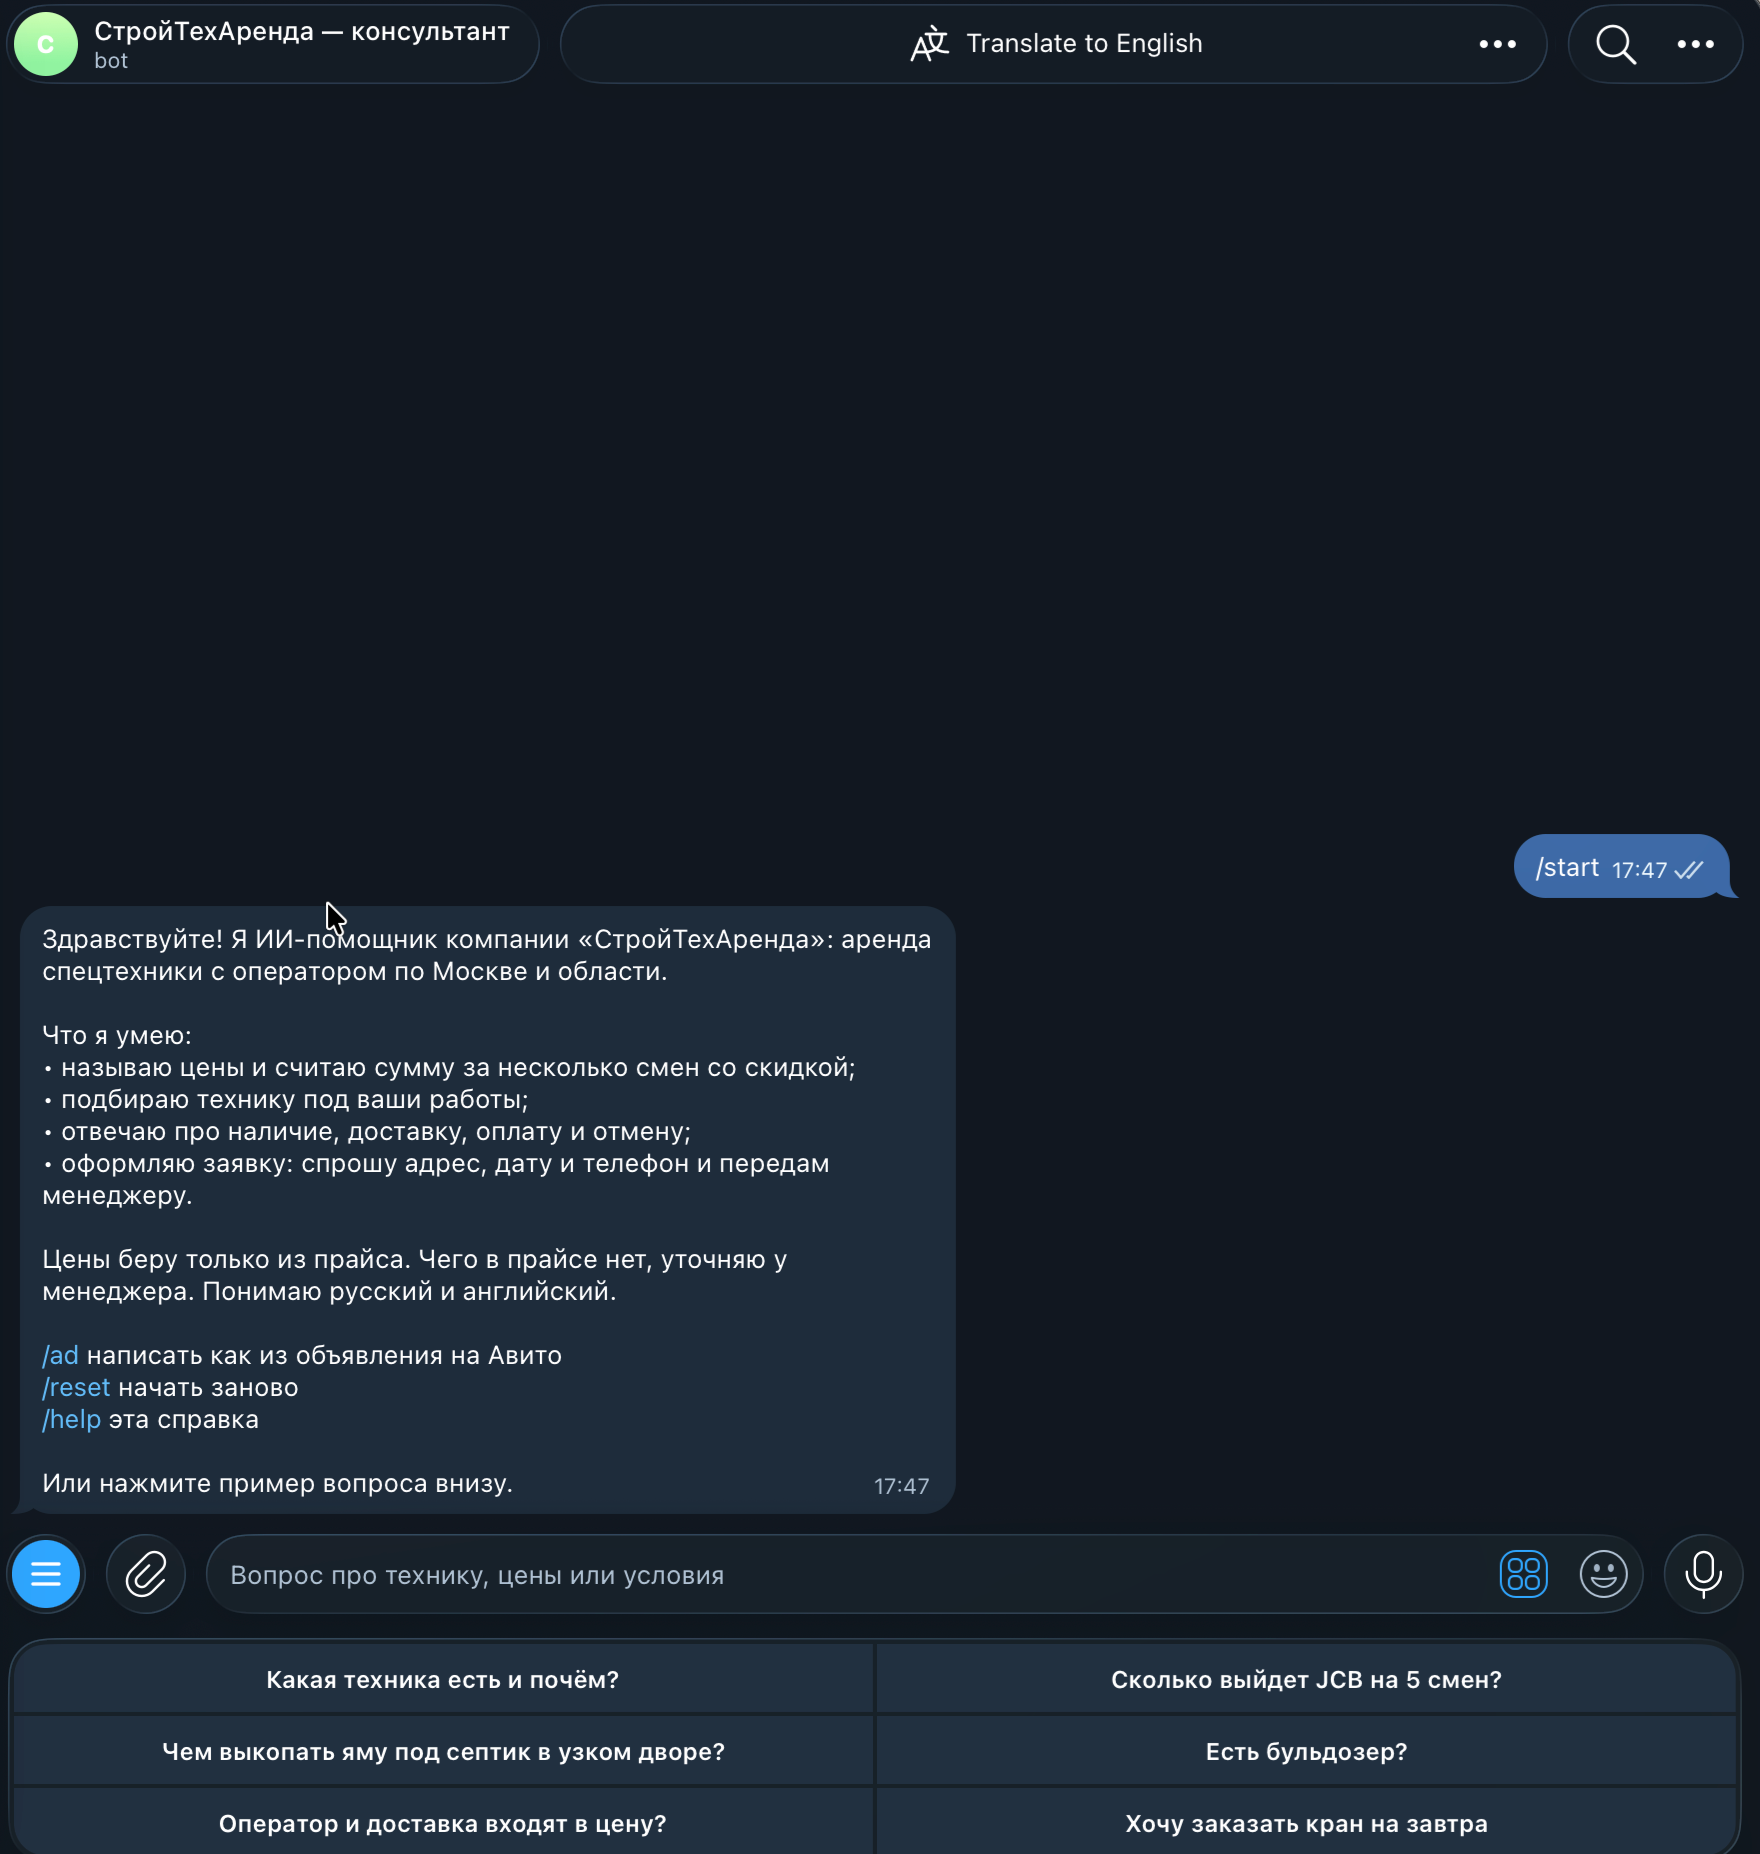 СтройТехАренда — консультант
bot
Translate to English
/start 17:47
Здравствуйте! Я ИИ-помощник компании «СтройТехАренда»: аренда
спецтехники с оператором по Москве и области.
Что я умею:
• называю цены и считаю сумму за несколько смен со скидкой;
• подбираю технику под ваши работы;
• отвечаю про наличие, доставку, оплату и отмену;
• оформляю заявку: спрошу адрес, дату и телефон и передам
менеджеру.
Цены беру только из прайса. Чего в прайсе нет, уточняю у
менеджера. Понимаю русский и английский.
/ad написать как из объявления на Авито
/reset начать заново
/help эта справка
Или нажмите пример вопроса внизу. 17:47
Вопрос про технику, цены или условия
Какая техника есть и почём?
Сколько выйдет JCB на 5 смен?
Чем выкопать яму под септик в узком дворе?
Есть бульдозер?
Оператор и доставка входят в цену?
Хочу заказать кран на завтра